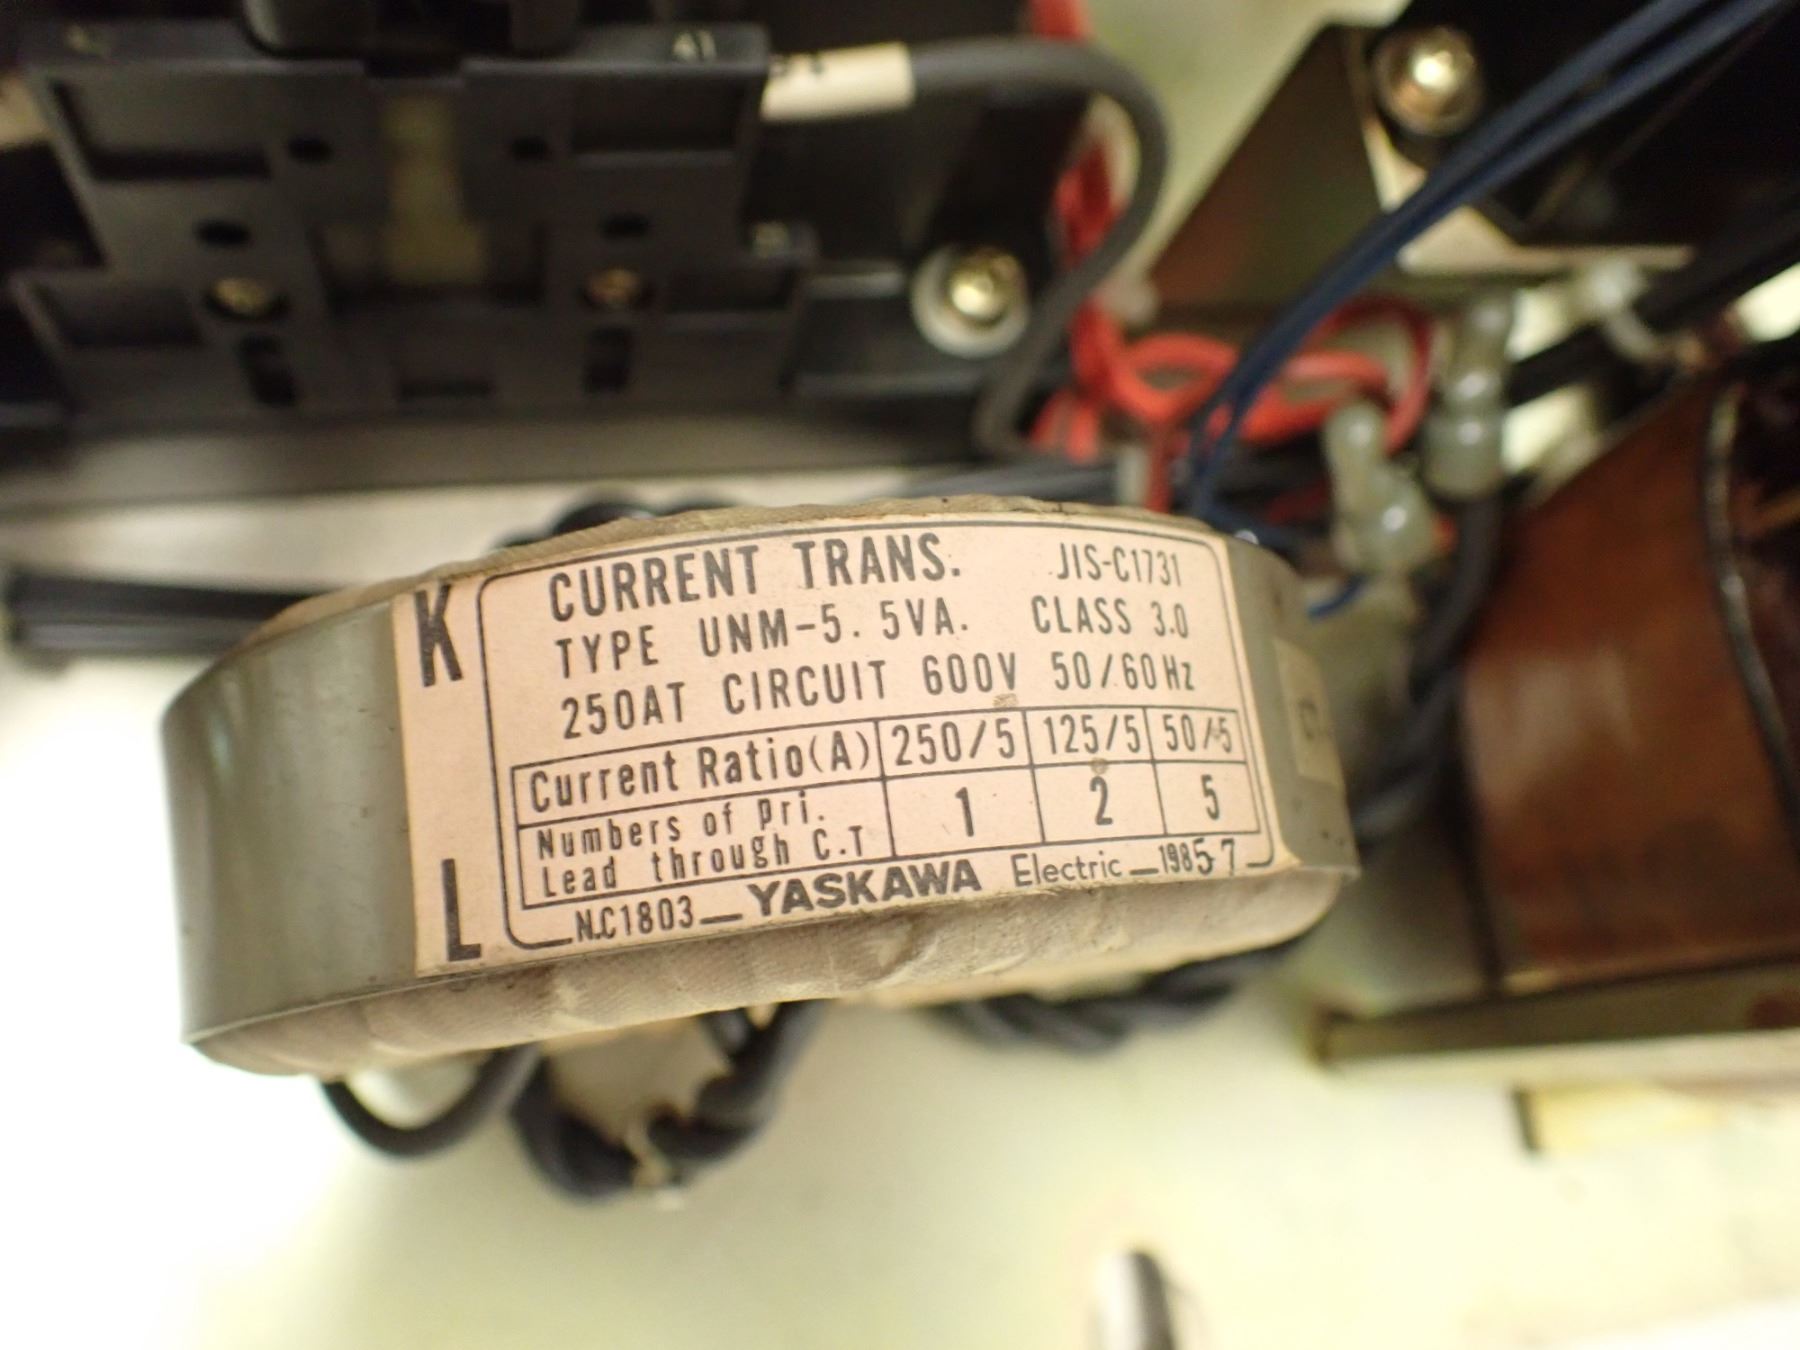 A1
K
CURRENT TRANS. JIS-C1731
TYPE UNM-5. 5VA. CLASS 3.0
250AT CIRCUIT 600V 50/60Hz
Current Ratio(A) 250/5 125/5 50/5
Numbers of Pri. Lead through C.T 1 2 5
L
N.C1803 YASKAWA Electric 1985-7